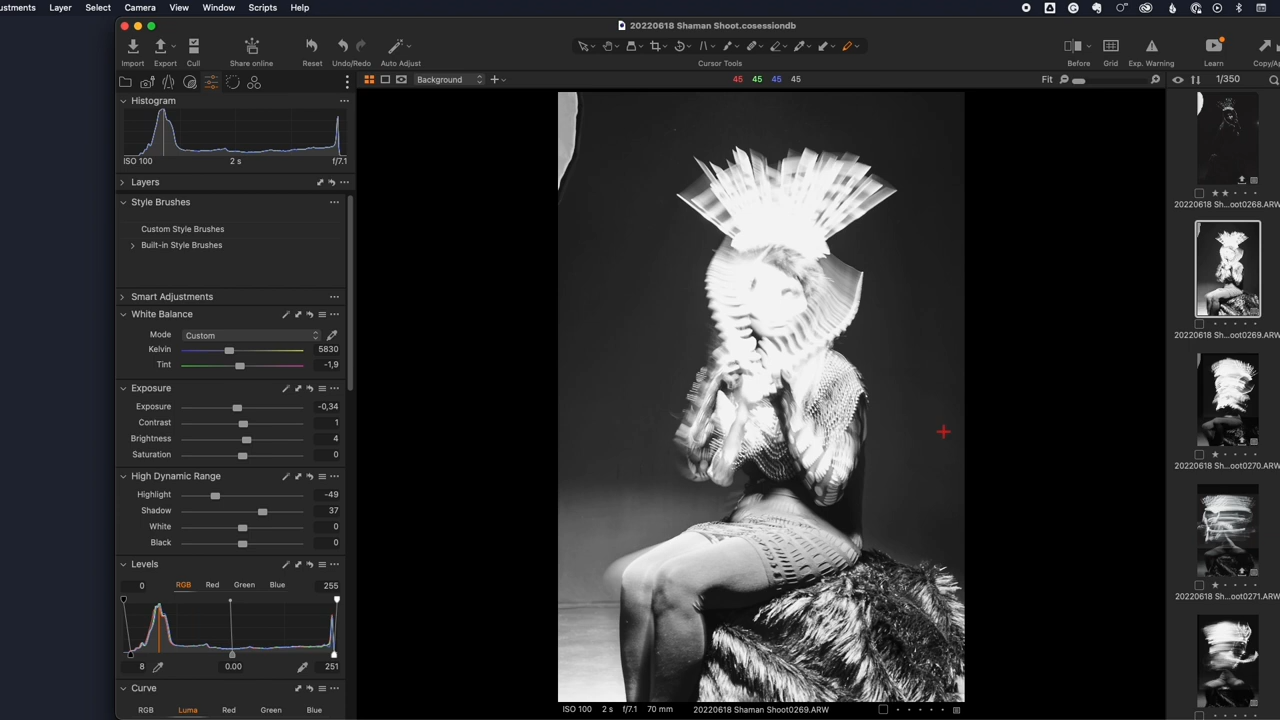 ustments Layer Select Camera View Window Scripts Help
20220618 Shaman Shoot.cosessiondb
Import Export Cull Share online Reset Undo/Redo Auto Adjust Cursor Tools Before Grid Exp. Warning Learn Copy/Ap
Background Fit 1/350
45 45 45 45
Histogram
ISO 100 2 s f/7.1
Layers
Style Brushes
Custom Style Brushes
Built-in Style Brushes
Smart Adjustments
White Balance
Mode Custom
Kelvin 5830
Tint -1,9
Exposure
Exposure -0,34
Contrast 1
Brightness 4
Saturation 0
High Dynamic Range
Highlight -49
Shadow 37
White 0
Black 0
Levels
0 RGB Red Green Blue 255
8 0.00 251
Curve
RGB Luma Red Green Blue
ISO 100 2 s f/7.1 70 mm 20220618 Shaman Shoot0269.ARW
20220618 Sh...oot0268.ARW
20220618 Sh...oot0269.ARW
20220618 Sh...oot0270.ARW
20220618 Sh...oot0271.ARW